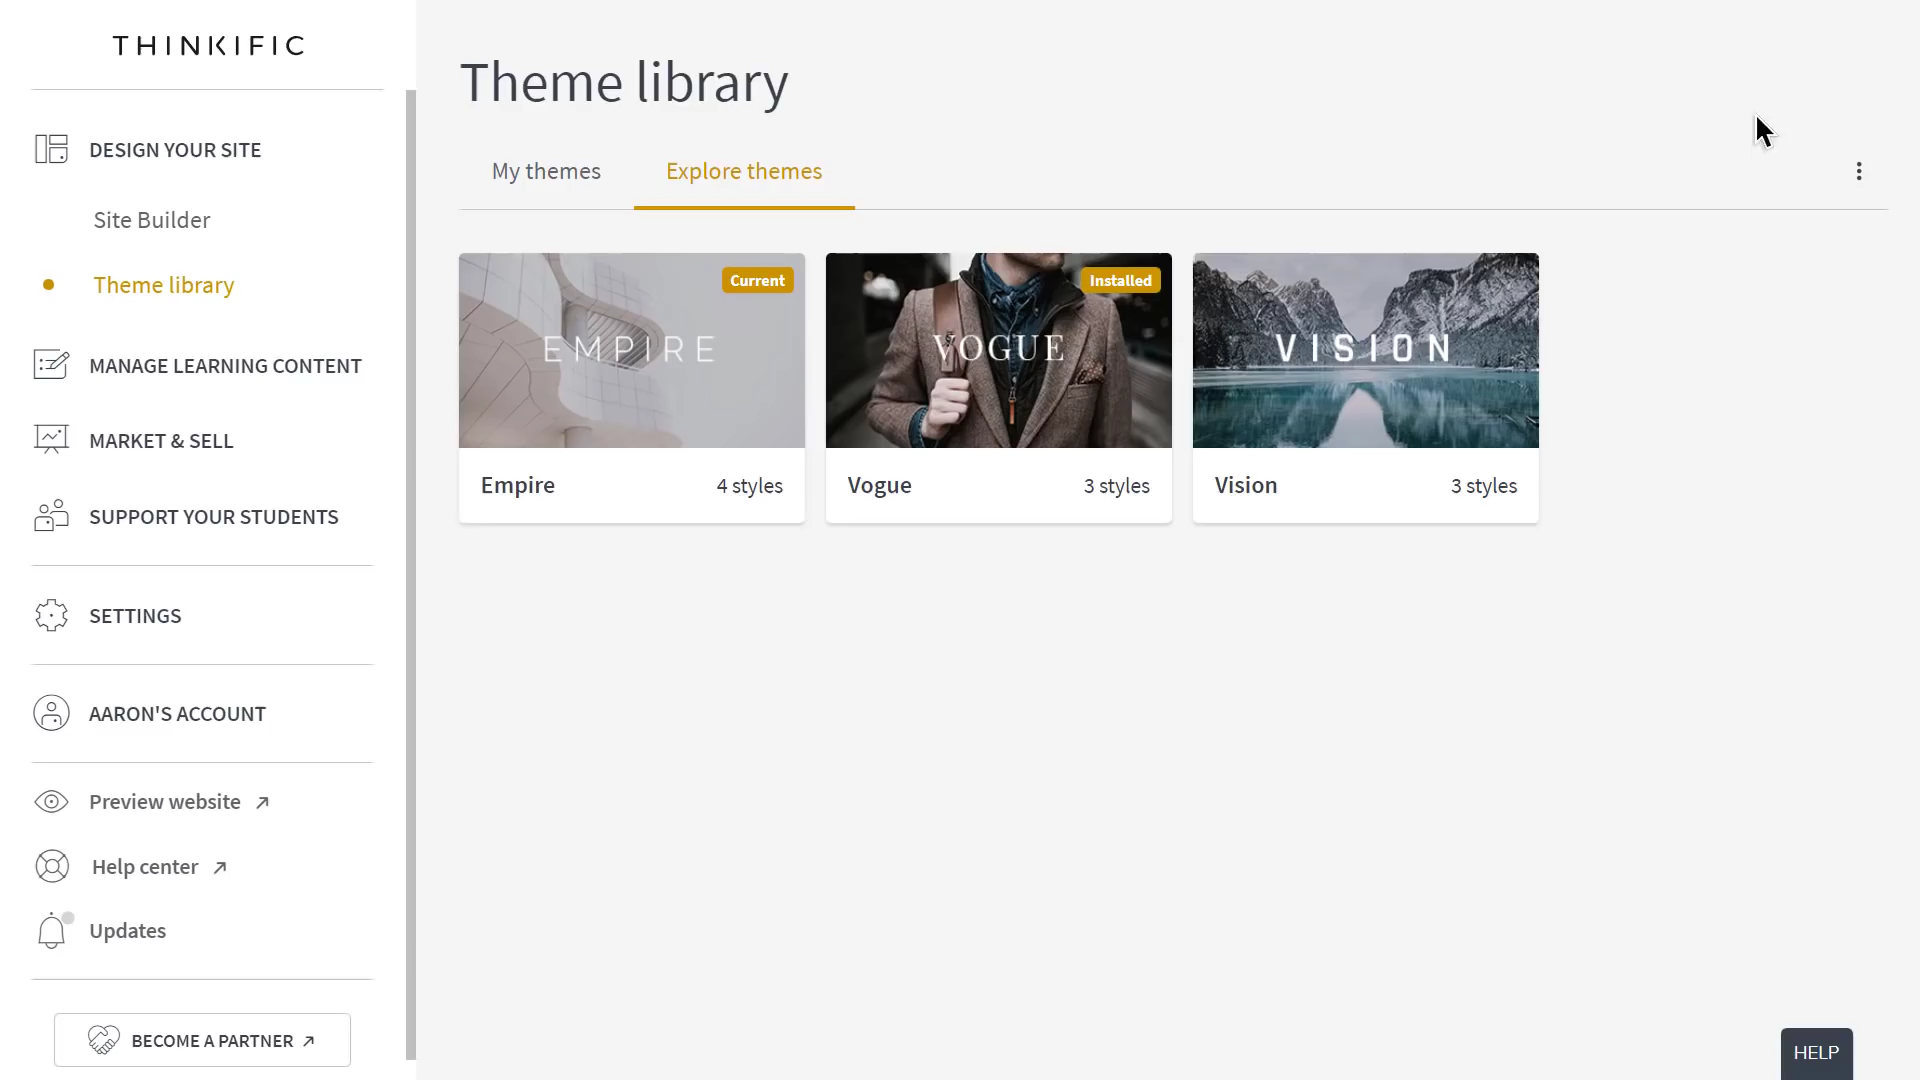 THINKIFIC
DESIGN YOUR SITE
Site Builder
Theme library
MANAGE LEARNING CONTENT
MARKET & SELL
SUPPORT YOUR STUDENTS
SETTINGS
AARON'S ACCOUNT
Preview website
Help center
Updates
BECOME A PARTNER
Theme library
My themes
Explore themes
Current
EMPIRE
Empire
4 styles
Installed
VOGUE
Vogue
3 styles
VISION
Vision
3 styles
HELP